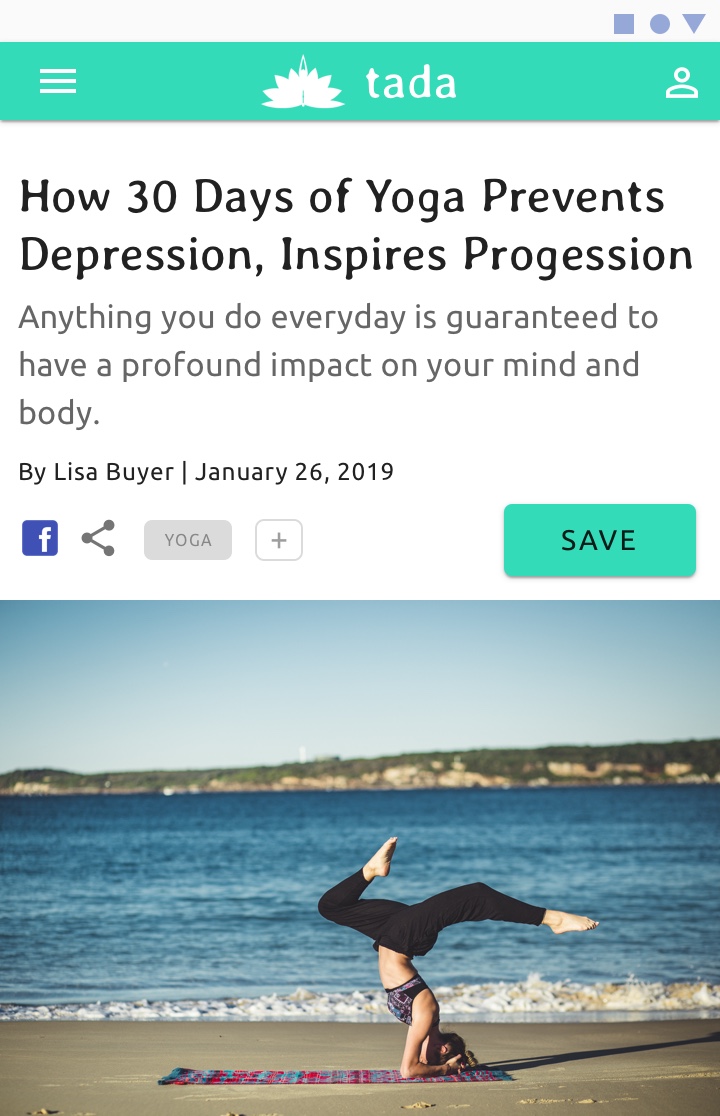 tada
How 30 Days of Yoga Prevents
Depression, Inspires Progession
Anything you do everyday is guaranteed to
have a profound impact on your mind and
body.
By Lisa Buyer | January 26, 2019
f YOGA + SAVE